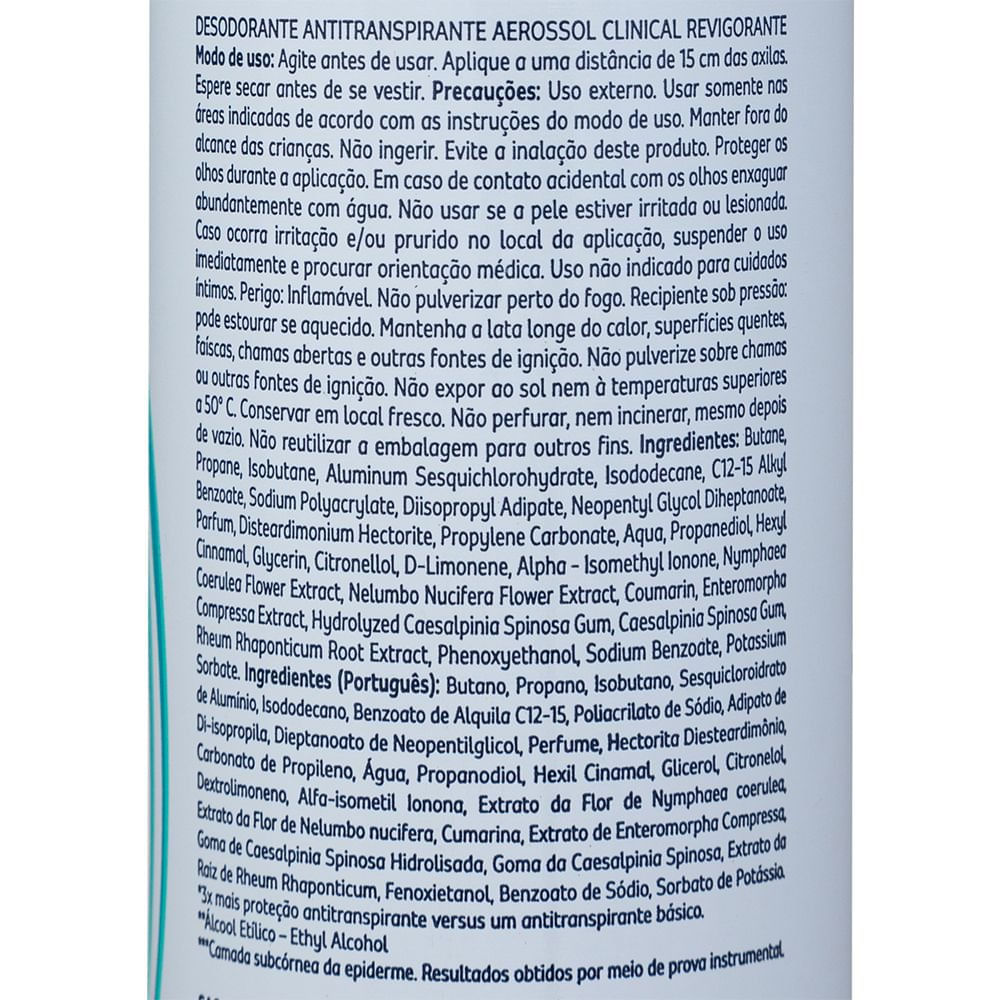 DESODORANTE ANTITRANSPIRANTE AEROSSOL CLINICAL REVIGORANTE
Modo de uso: Agite antes de usar. Aplique a uma distância de 15 cm das axilas.
Espere secar antes de se vestir. Precauções: Uso externo. Usar somente nas
áreas indicadas de acordo com as instruções do modo de uso. Manter fora do
alcance das crianças. Não ingerir. Evite a inalação deste produto. Proteger os
olhos durante a aplicação. Em caso de contato acidental com os olhos enxaguar
abundantemente com água. Não usar se a pele estiver irritada ou lesionada.
Caso ocorra irritação e/ou prurido no local da aplicação, suspender o uso
imediatamente e procurar orientação médica. Uso não indicado para cuidados
íntimos. Perigo: Inflamável. Não pulverizar perto do fogo. Recipiente sob pressão:
pode estourar se aquecido. Mantenha a lata longe do calor, superfícies quentes,
faíscas, chamas abertas e outras fontes de ignição. Não pulverize sobre chamas
ou outras fontes de ignição. Não expor ao sol nem à temperaturas superiores
a 50° C. Conservar em local fresco. Não perfurar, nem incinerar, mesmo depois
de vazio. Não reutilizar a embalagem para outros fins. Ingredientes: Butane,
Propane, Isobutane, Aluminum Sesquichlorohydrate, Isododecane, C12-15 Alkyl
Benzoate, Sodium Polyacrylate, Diisopropyl Adipate, Neopentyl Glycol Diheptanoate,
Parfum, Disteardimonium Hectorite, Propylene Carbonate, Aqua, Propanediol, Hexyl
Cinnamal, Glycerin, Citronellol, D-Limonene, Alpha - Isomethyl Ionone, Nymphaea
Coerulea Flower Extract, Nelumbo Nucifera Flower Extract, Coumarin, Enteromorpha
Compressa Extract, Hydrolyzed Caesalpinia Spinosa Gum, Caesalpinia Spinosa Gum,
Rheum Rhaponticum Root Extract, Phenoxyethanol, Sodium Benzoate, Potassium
Sorbate. Ingredientes (Português): Butano, Propano, Isobutano, Sesquicloroidrato
de Alumínio, Isododecano, Benzoato de Alquila C12-15, Poliacrilato de Sódio, Adipato de
Di-isopropila, Dieptanoato de Neopentilglicol, Perfume, Hectorita Diesteardimônio,
Carbonato de Propileno, Água, Propanodiol, Hexil Cinamal, Glicerol, Citronelol,
Dextrolimoneno, Alfa-isometil Ionona, Extrato da Flor de Nymphaea coerulea,
Extrato da Flor de Nelumbo nucifera, Cumarina, Extrato de Enteromorpha Compressa,
Goma de Caesalpinia Spinosa Hidrolisada, Goma da Caesalpinia Spinosa, Extrato da
Raiz de Rheum Rhaponticum, Fenoxietanol, Benzoato de Sódio, Sorbato de Potássio.
*3x mais proteção antitranspirante versus um antitranspirante básico.
**Álcool Etílico – Ethyl Alcohol
***Camada subcórnea da epiderme. Resultados obtidos por meio de prova instrumental.